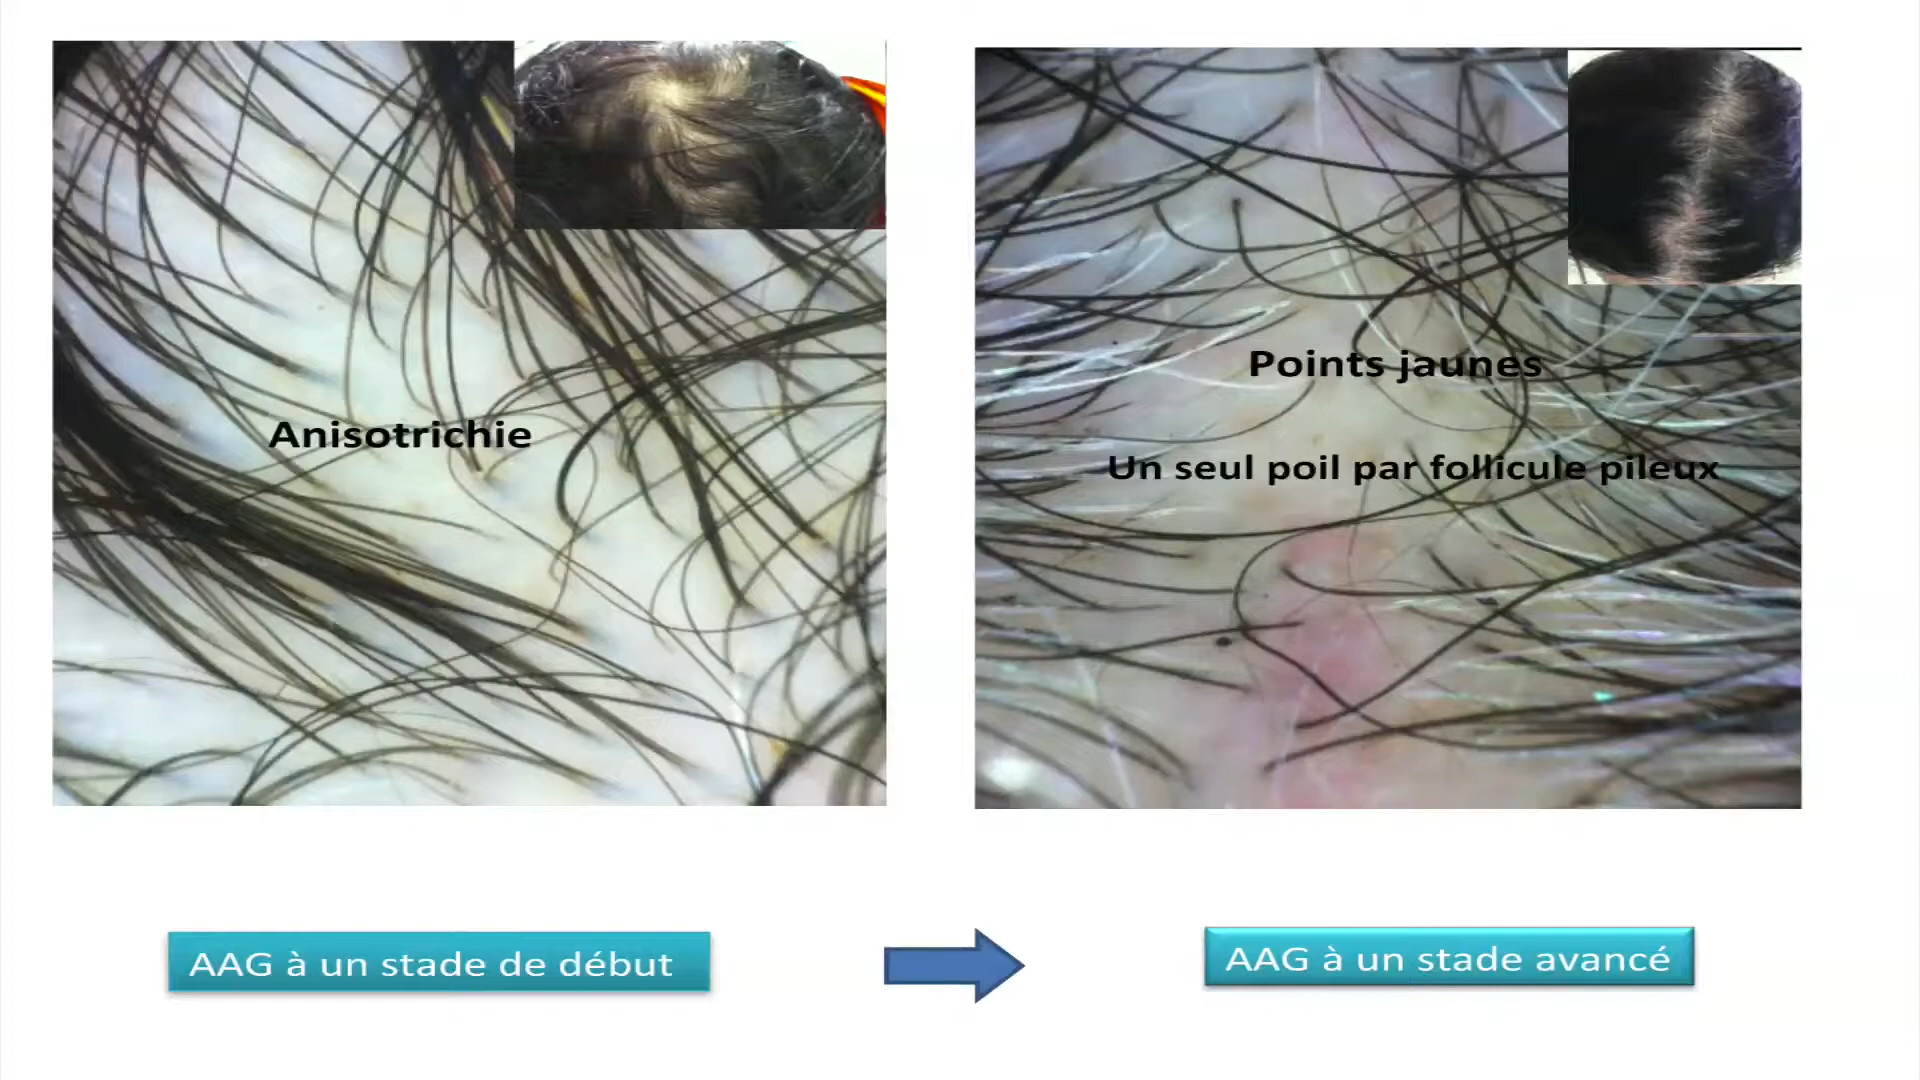 Anisotrichie
Points jaunes
Un seul poil par follicule pileux
AAG à un stade de début
AAG à un stade avancé